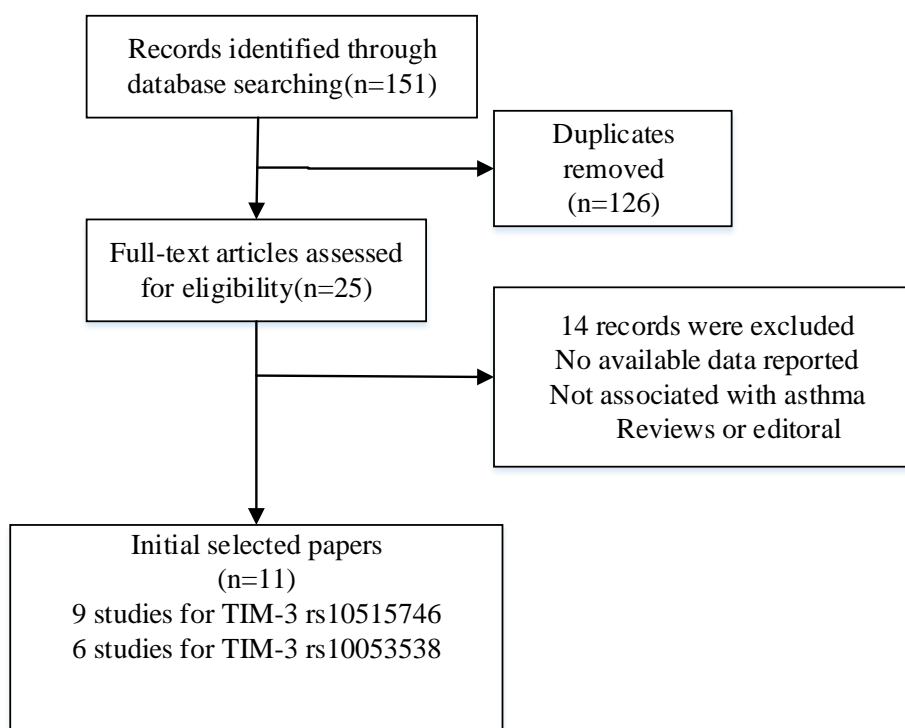 Records identified through
database searching(n=151)
Duplicates
removed
(n=126)
Full-text articles assessed
for eligibility(n=25)
14 records were excluded
No available data reported
Not associated with asthma
Reviews or editoral
Initial selected papers
(n=11)
9 studies for TIM-3 rs10515746
6 studies for TIM-3 rs10053538